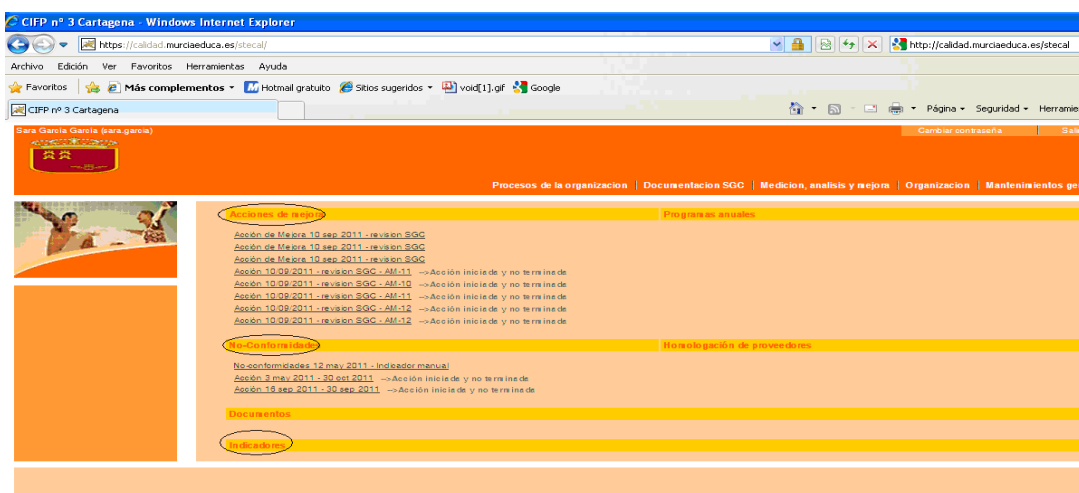 CIFP nº 3 Cartagena - Windows Internet Explorer
https://calidad.murciaeduca.es/stecal/
http://calidad.murciaeduca.es/stecal
Archivo Edición Ver Favoritos Herramientas Ayuda
Favoritos Más complementos Hotmail gratuito Sitios sugeridos void[1].gif Google
CIFP nº 3 Cartagena
Página Seguridad Herramie
Sara Garcia Garcia (sara.garcia)
Cambiar contraseña Sali
Procesos de la organizacion | Documentacion SGC | Medicion, analisis y mejora | Organizacion | Mantenimientos ge
Acciones de mejora
Programas anuales
Acción de Mejora 10 sep 2011 - revision SGC
Acción de Mejora 10 sep 2011 - revision SGC
Acción de Mejora 10 sep 2011 - revision SGC
Acción 10/09/2011 - revision SGC - AM-11 -->Acción iniciada y no terminada
Acción 10/09/2011 - revision SGC - AM-10 -->Acción iniciada y no terminada
Acción 10/09/2011 - revision SGC - AM-11 -->Acción iniciada y no terminada
Acción 10/09/2011 - revision SGC - AM-12 -->Acción iniciada y no terminada
Acción 10/09/2011 - revision SGC - AM-12 -->Acción iniciada y no terminada
No-Conformidades
Homologación de proveedores
No-conformidades 12 may 2011 - Indicador manual
Acción 3 may 2011 - 30 oct 2011 -->Acción iniciada y no terminada
Acción 16 sep 2011 - 30 sep 2011 -->Acción iniciada y no terminada
Documentos
Indicadores